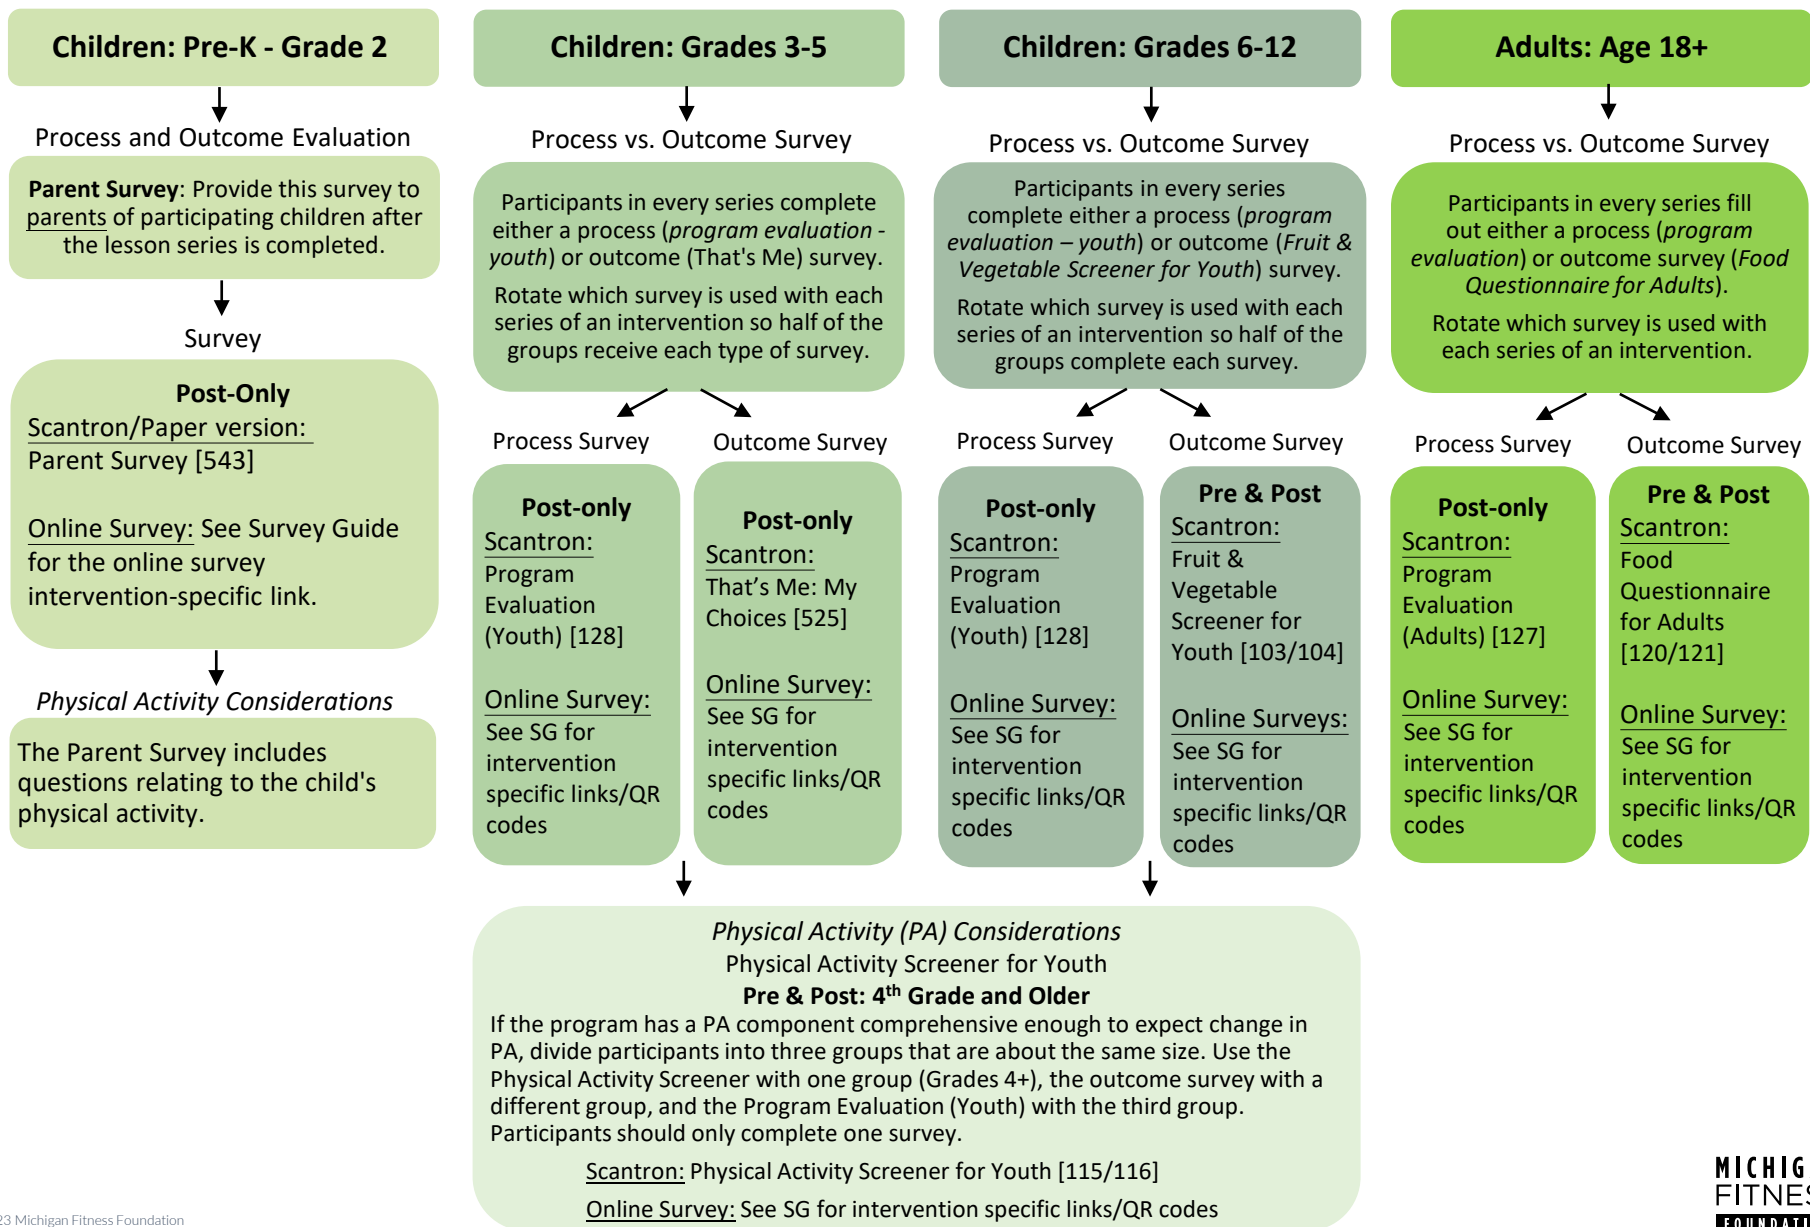 Children: Pre-K - Grade 2
Process and Outcome Evaluation
Parent Survey: Provide this survey to
parents of participating children after
the lesson series is completed.
Survey
Post-Only
Scantron/Paper version:
Parent Survey [543]
Online Survey: See Survey Guide
for the online survey
intervention-specific link.
Physical Activity Considerations
The Parent Survey includes
questions relating to the child's
physical activity.
Children: Grades 3-5
Process vs. Outcome Survey
Participants in every series complete
either a process (program evaluation -
youth) or outcome (That's Me) survey.
Rotate which survey is used with each
series of an intervention so half of the
groups receive each type of survey.
Process Survey
Post-only
Scantron:
Program
Evaluation
(Youth) [128]
Online Survey:
See SG for
intervention
specific links/QR
codes
Outcome Survey
Post-only
Scantron:
That’s Me: My
Choices [525]
Online Survey:
See SG for
intervention
specific links/QR
codes
Children: Grades 6-12
Process vs. Outcome Survey
Participants in every series
complete either a process (program
evaluation – youth) or outcome (Fruit &
Vegetable Screener for Youth) survey.
Rotate which survey is used with each
series of an intervention so half of the
groups complete each survey.
Process Survey
Post-only
Scantron:
Program
Evaluation
(Youth) [128]
Online Survey:
See SG for
intervention
specific links/QR
codes
Outcome Survey
Pre & Post
Scantron:
Fruit &
Vegetable
Screener for
Youth [103/104]
Online Surveys:
See SG for
intervention
specific links/QR
codes
Adults: Age 18+
Process vs. Outcome Survey
Participants in every series fill
out either a process (program
evaluation) or outcome survey (Food
Questionnaire for Adults).
Rotate which survey is used with
each series of an intervention.
Process Survey
Post-only
Scantron:
Program
Evaluation
(Adults) [127]
Online Survey:
See SG for
intervention
specific links/QR
codes
Outcome Survey
Pre & Post
Scantron:
Food
Questionnaire
for Adults
[120/121]
Online Survey:
See SG for
intervention
specific links/QR
codes
Physical Activity (PA) Considerations
Physical Activity Screener for Youth
Pre & Post: 4th Grade and Older
If the program has a PA component comprehensive enough to expect change in
PA, divide participants into three groups that are about the same size. Use the
Physical Activity Screener with one group (Grades 4+), the outcome survey with a
different group, and the Program Evaluation (Youth) with the third group.
Participants should only complete one survey.
Scantron: Physical Activity Screener for Youth [115/116]
Online Survey: See SG for intervention specific links/QR codes
23 Michigan Fitness Foundation
MICHIG
FITNES
FOUNDATI